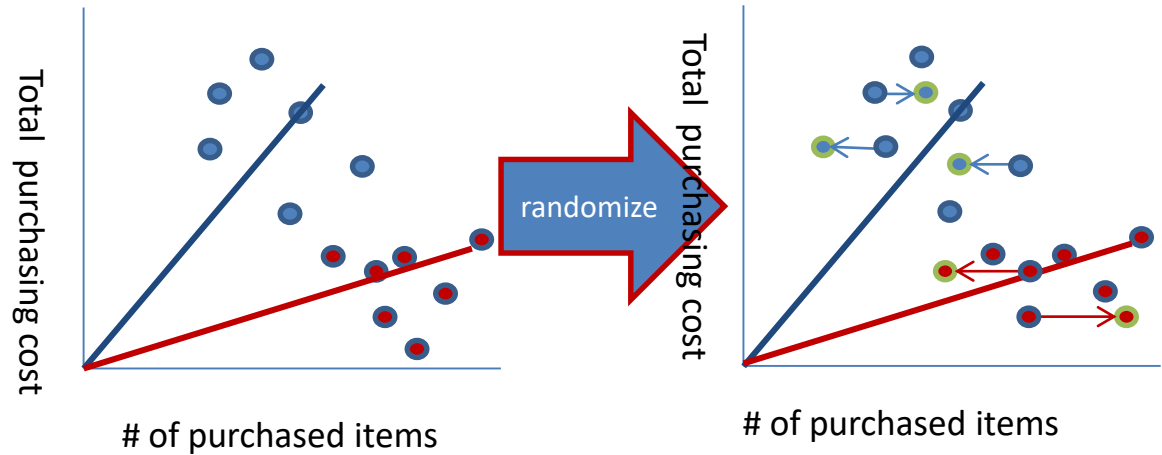 Total purchasing cost
# of purchased items
randomize
Total purchasing cost
# of purchased items